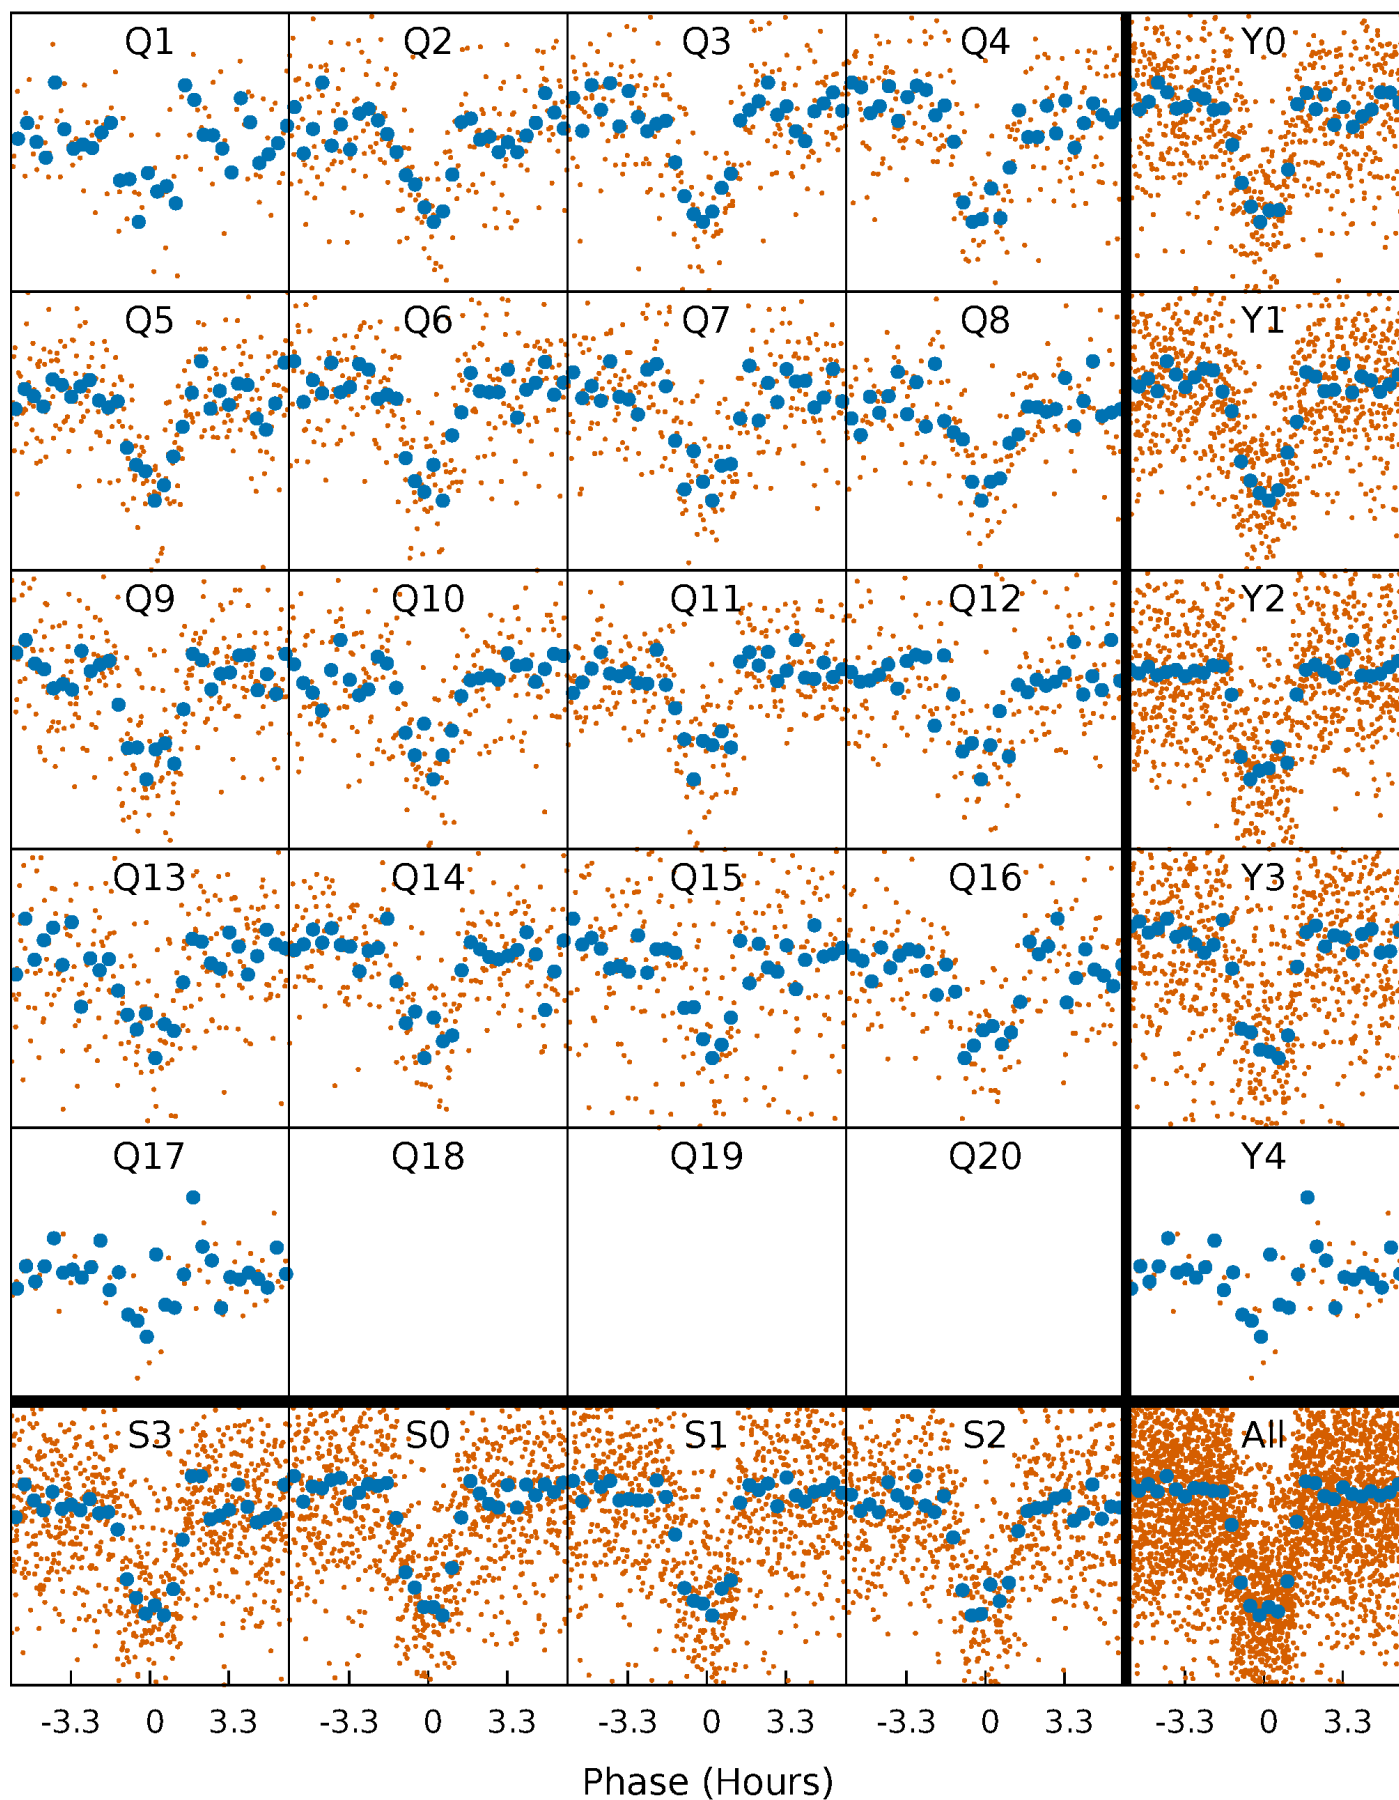 Q1 Q2 Q3 Q4 Y0
Q5 Q6 Q7 Q8 Y1
Q9 Q10 Q11 Q12 Y2
Q13 Q14 Q15 Q16 Y3
Q17 Q18 Q19 Q20 Y4
S3 S0 S1 S2 All
-3.3 0 3.3 -3.3 0 3.3 -3.3 0 3.3 -3.3 0 3.3 -3.3 0 3.3
Phase (Hours)